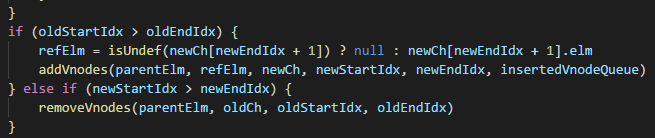 }
if (oldStartIdx > oldEndIdx) {
refElm = isUndef(newCh[newEndIdx + 1]) ? null : newCh[newEndIdx + 1].elm
addVnodes(parentElm, refElm, newCh, newStartIdx, newEndIdx, insertedVnodeQueue)
} else if (newStartIdx > newEndIdx) {
removeVnodes(parentElm, oldCh, oldStartIdx, oldEndIdx)
}